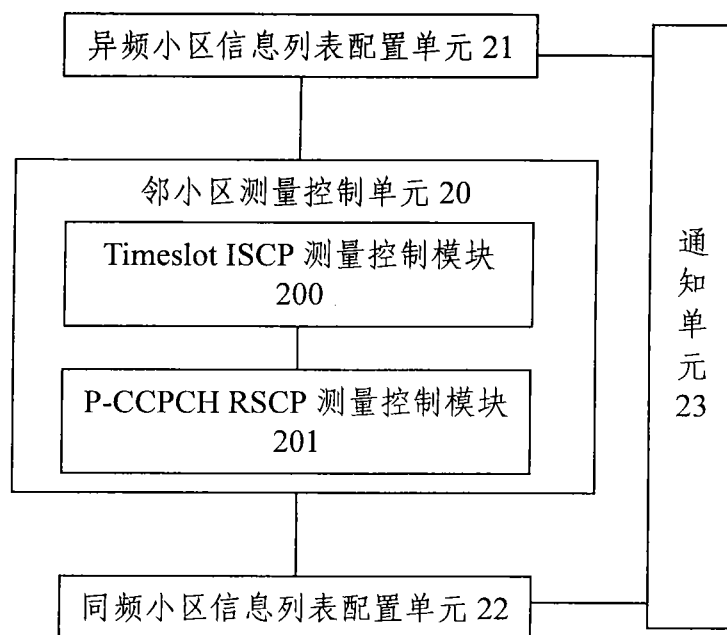 异频小区信息列表配置单元 21
邻小区测量控制单元 20
Timeslot ISCP 测量控制模块
200
P-CCPCH RSCP 测量控制模块
201
同频小区信息列表配置单元 22
通
知
单
元
23